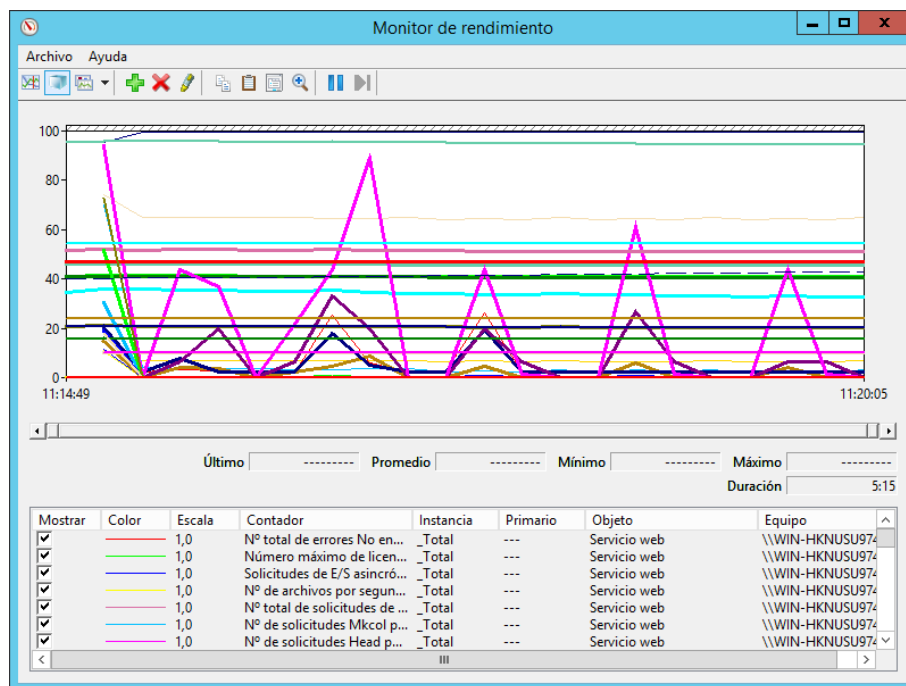 Monitor de rendimiento
Archivo Ayuda
100
80
60
40
20
0
11:14:49 11:20:05
Último --------- Promedio --------- Mínimo --------- Máximo ---------
Duración 5:15
Mostrar Color Escala Contador Instancia Primario Objeto Equipo
1,0 Nº total de errores No en... _Total --- Servicio web \\WIN-HKNUSU974
1,0 Número máximo de licen... _Total --- Servicio web \\WIN-HKNUSU974
1,0 Solicitudes de E/S asincró... _Total --- Servicio web \\WIN-HKNUSU974
1,0 Nº de archivos por segun... _Total --- Servicio web \\WIN-HKNUSU974
1,0 Nº total de solicitudes de ... _Total --- Servicio web \\WIN-HKNUSU974
1,0 Nº de solicitudes Mkcol p... _Total --- Servicio web \\WIN-HKNUSU974
1,0 Nº de solicitudes Head p... _Total --- Servicio web \\WIN-HKNUSU974